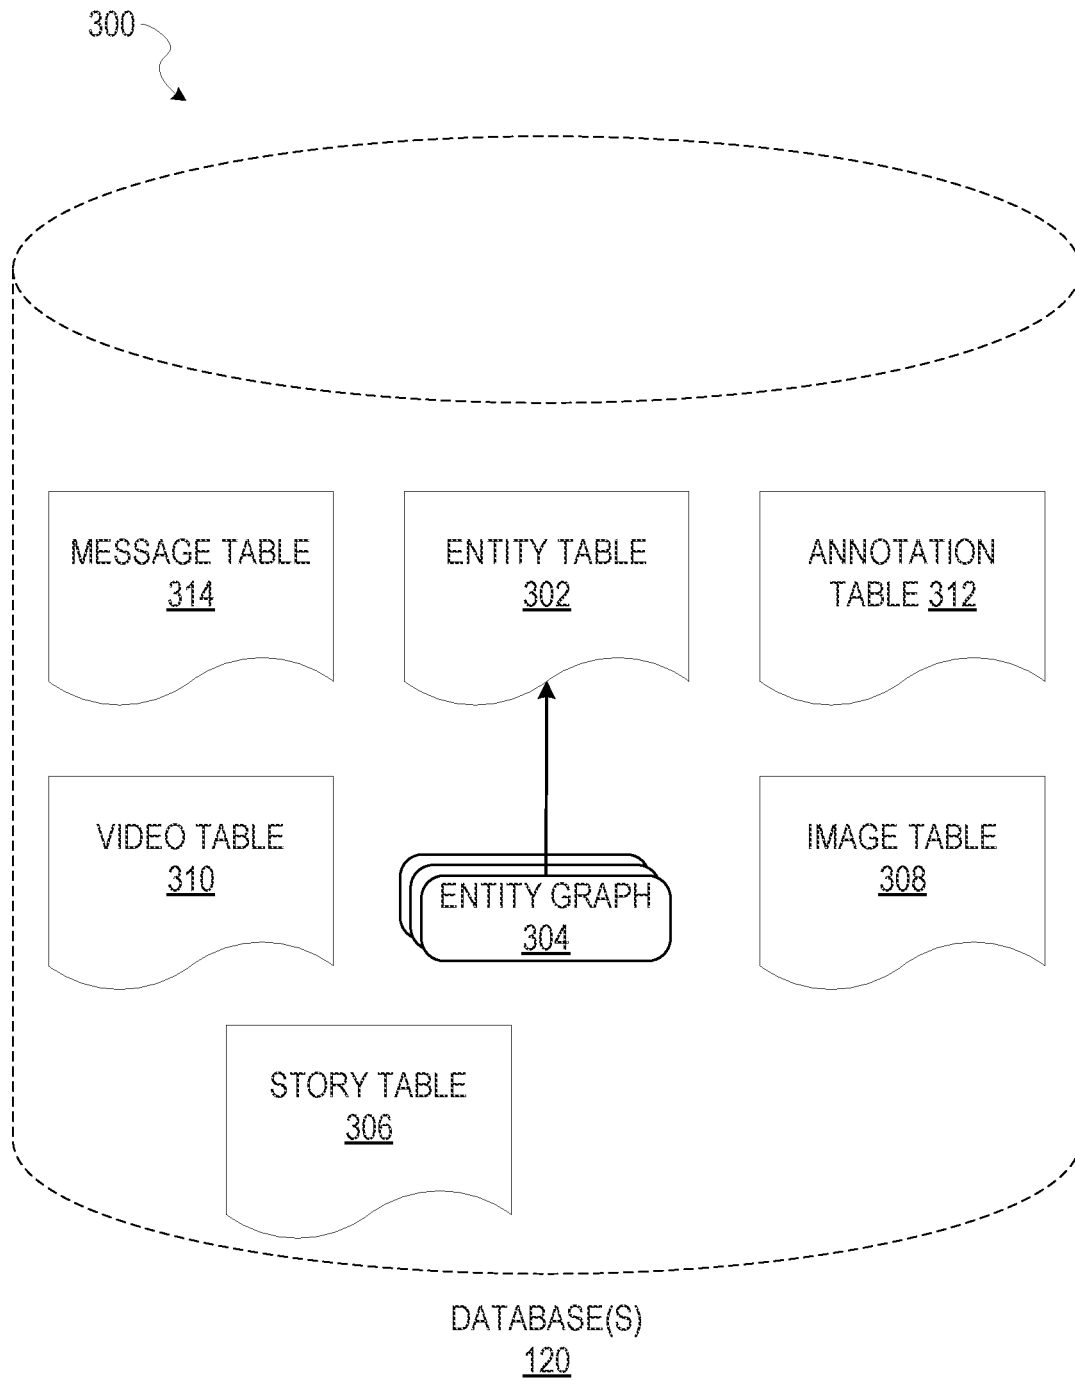 300
MESSAGE TABLE
314
ENTITY TABLE
302
ANNOTATION
TABLE 312
VIDEO TABLE
310
ENTITY GRAPH
304
IMAGE TABLE
308
STORY TABLE
306
DATABASE(S)
120